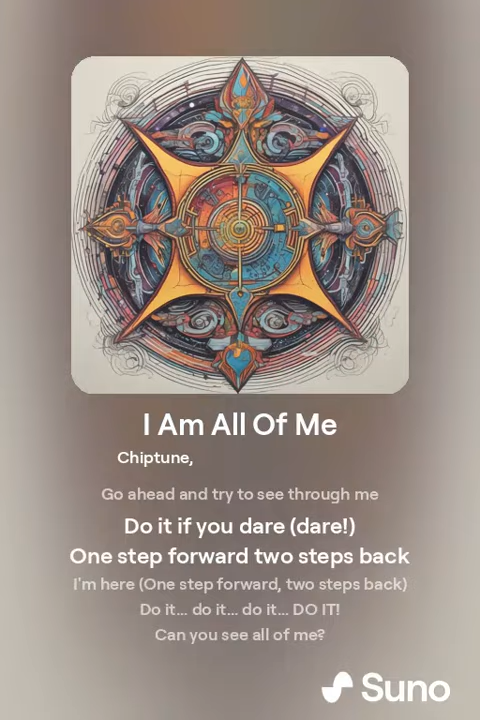 I Am All Of Me
Chiptune,
Go ahead and try to see through me
Do it if you dare (dare!)
One step forward two steps back
I'm here (One step forward, two steps back)
Do it... do it... do it... DO IT!
Can you see all of me?
Suno